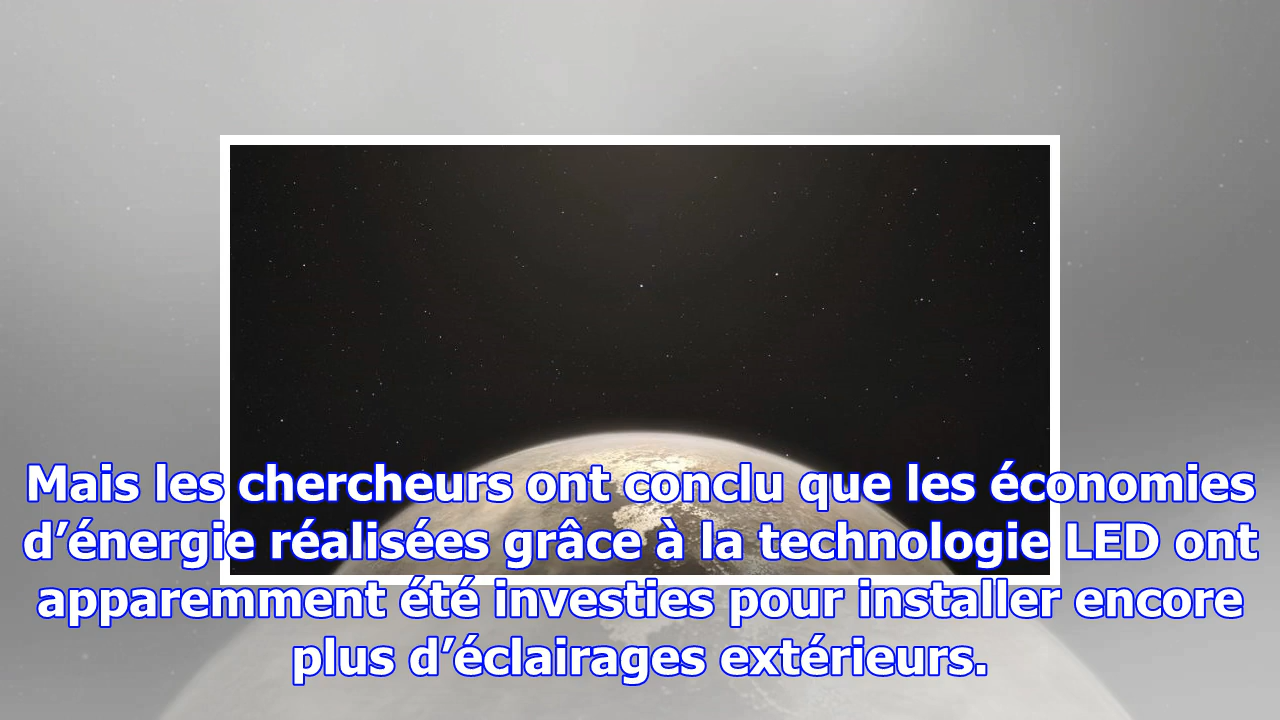 Mais les chercheurs ont conclu que les économies
d’énergie réalisées grâce à la technologie LED ont
apparemment été investies pour installer encore
plus d’éclairages extérieurs.